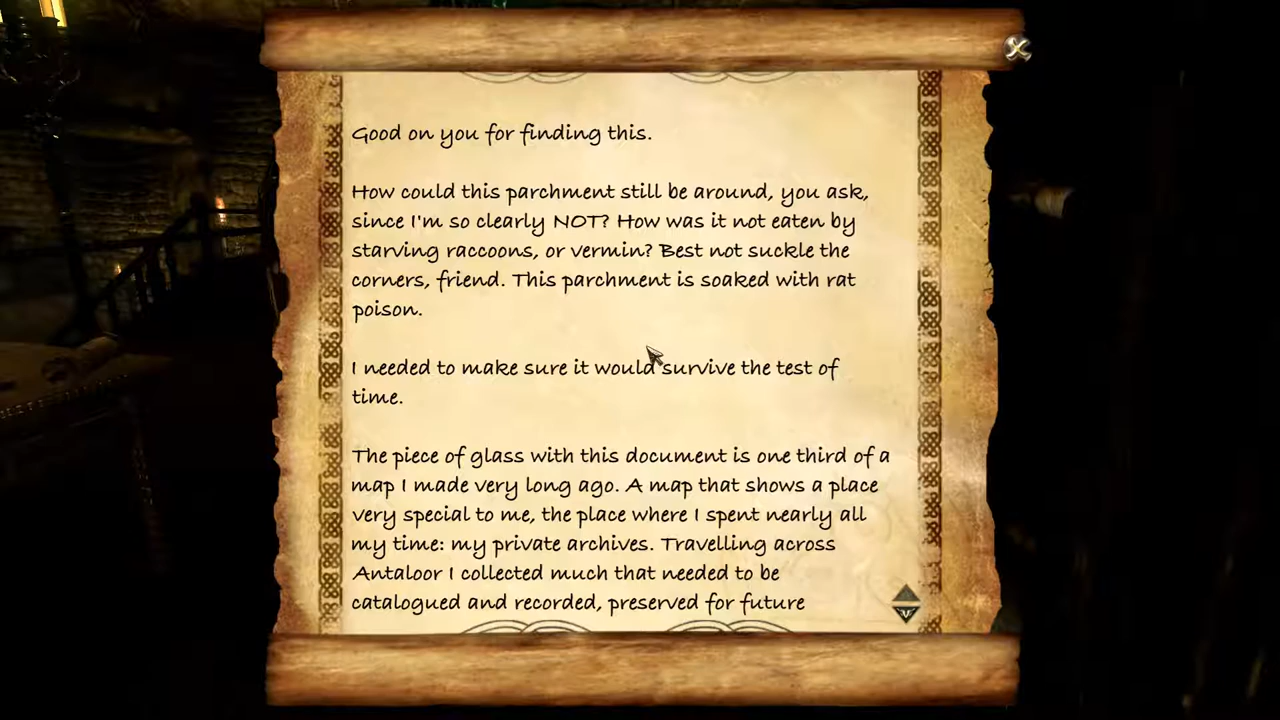 Good on you for finding this.
How could this parchment still be around, you ask,
since I'm so clearly NOT? How was it not eaten by
starving raccoons, or vermin? Best not suckle the
corners, friend. This parchment is soaked with rat
poison.
I needed to make sure it would survive the test of
time.
The piece of glass with this document is one third of a
map I made very long ago. A map that shows a place
very special to me, the place where I spent nearly all
my time: my private archives. Travelling across
Antaloor I collected much that needed to be
catalogued and recorded, preserved for future